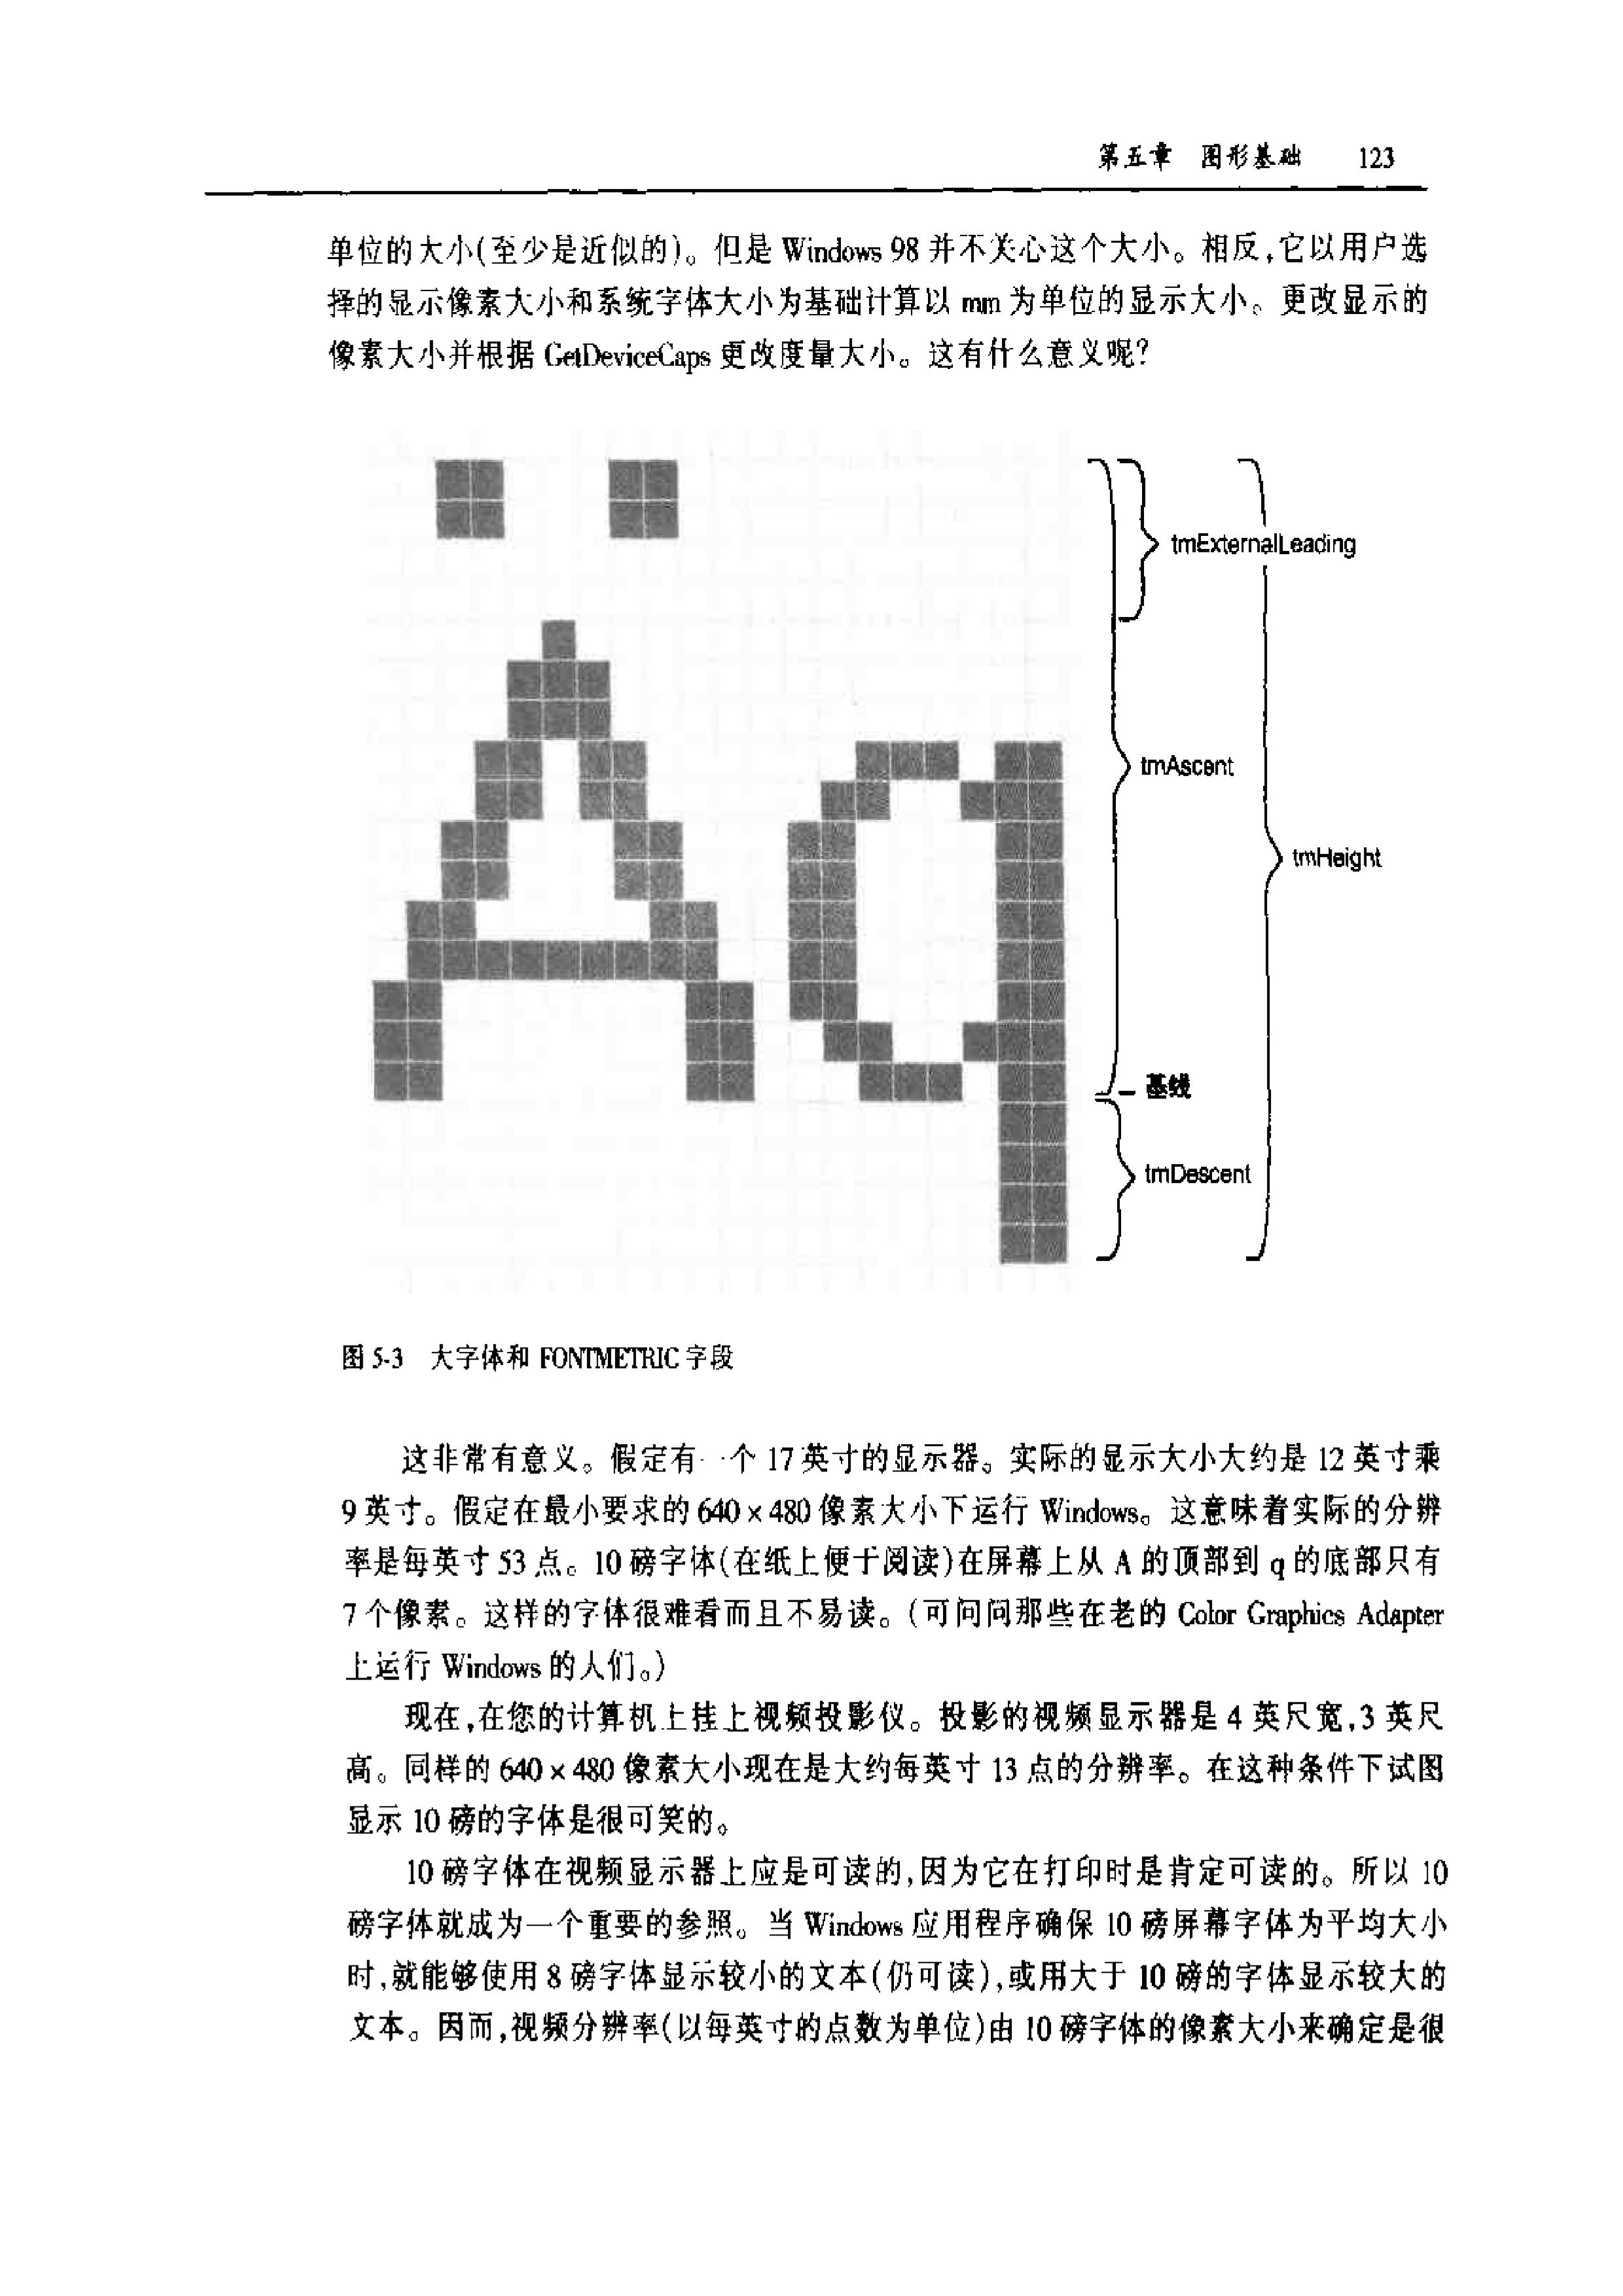 第五章 图形基础 123
单位的大小(至少是近似的)。但是 Windows 98 并不关心这个大小。相反,它以用户选
择的显示像素大小和系统字体大小为基础计算以 mm 为单位的显示大小。更改显示的
像素大小并根据 GetDeviceCaps 更改度量大小。这有什么意义呢?
tmExternalLeading
tmAscent
tmHeight
基线
tmDescent
图 5-3 大字体和 FONTMETRIC 字段
这非常有意义。假定有一个 17 英寸的显示器。实际的显示大小大约是 12 英寸乘
9 英寸。假定在最小要求的 640×480 像素大小下运行 Windows。这意味着实际的分辨
率是每英寸 53 点。10 磅字体(在纸上便于阅读)在屏幕上从 A 的顶部到 q 的底部只有
7 个像素。这样的字体很难看而且不易读。(可问问那些在老的 Color Graphics Adapter
上运行 Windows 的人们。)
现在,在您的计算机上挂上视频投影仪。投影的视频显示器是 4 英尺宽,3 英尺
高。同样的 640×480 像素大小现在是大约每英寸 13 点的分辨率。在这种条件下试图
显示 10 磅的字体是很可笑的。
10 磅字体在视频显示器上应是可读的,因为它在打印时是肯定可读的。所以 10
磅字体就成为一个重要的参照。当 Windows 应用程序确保 10 磅屏幕字体为平均大小
时,就能够使用 8 磅字体显示较小的文本(仍可读),或用大于 10 磅的字体显示较大的
文本。因而,视频分辨率(以每英寸的点数为单位)由 10 磅字体的像素大小来确定是很